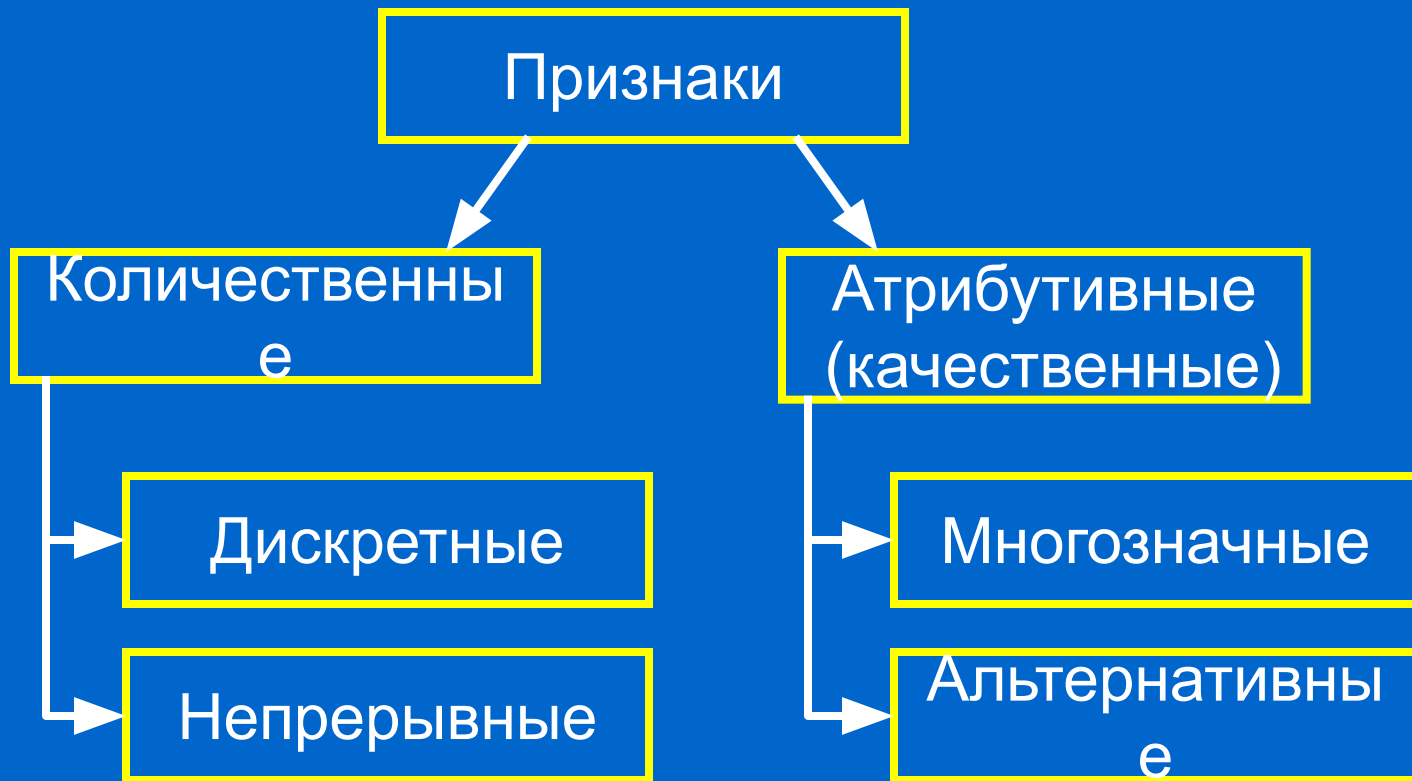 Признаки
Количественны
е
Атрибутивные
(качественные)
Дискретные
Многозначные
Непрерывные
Альтернативны
е